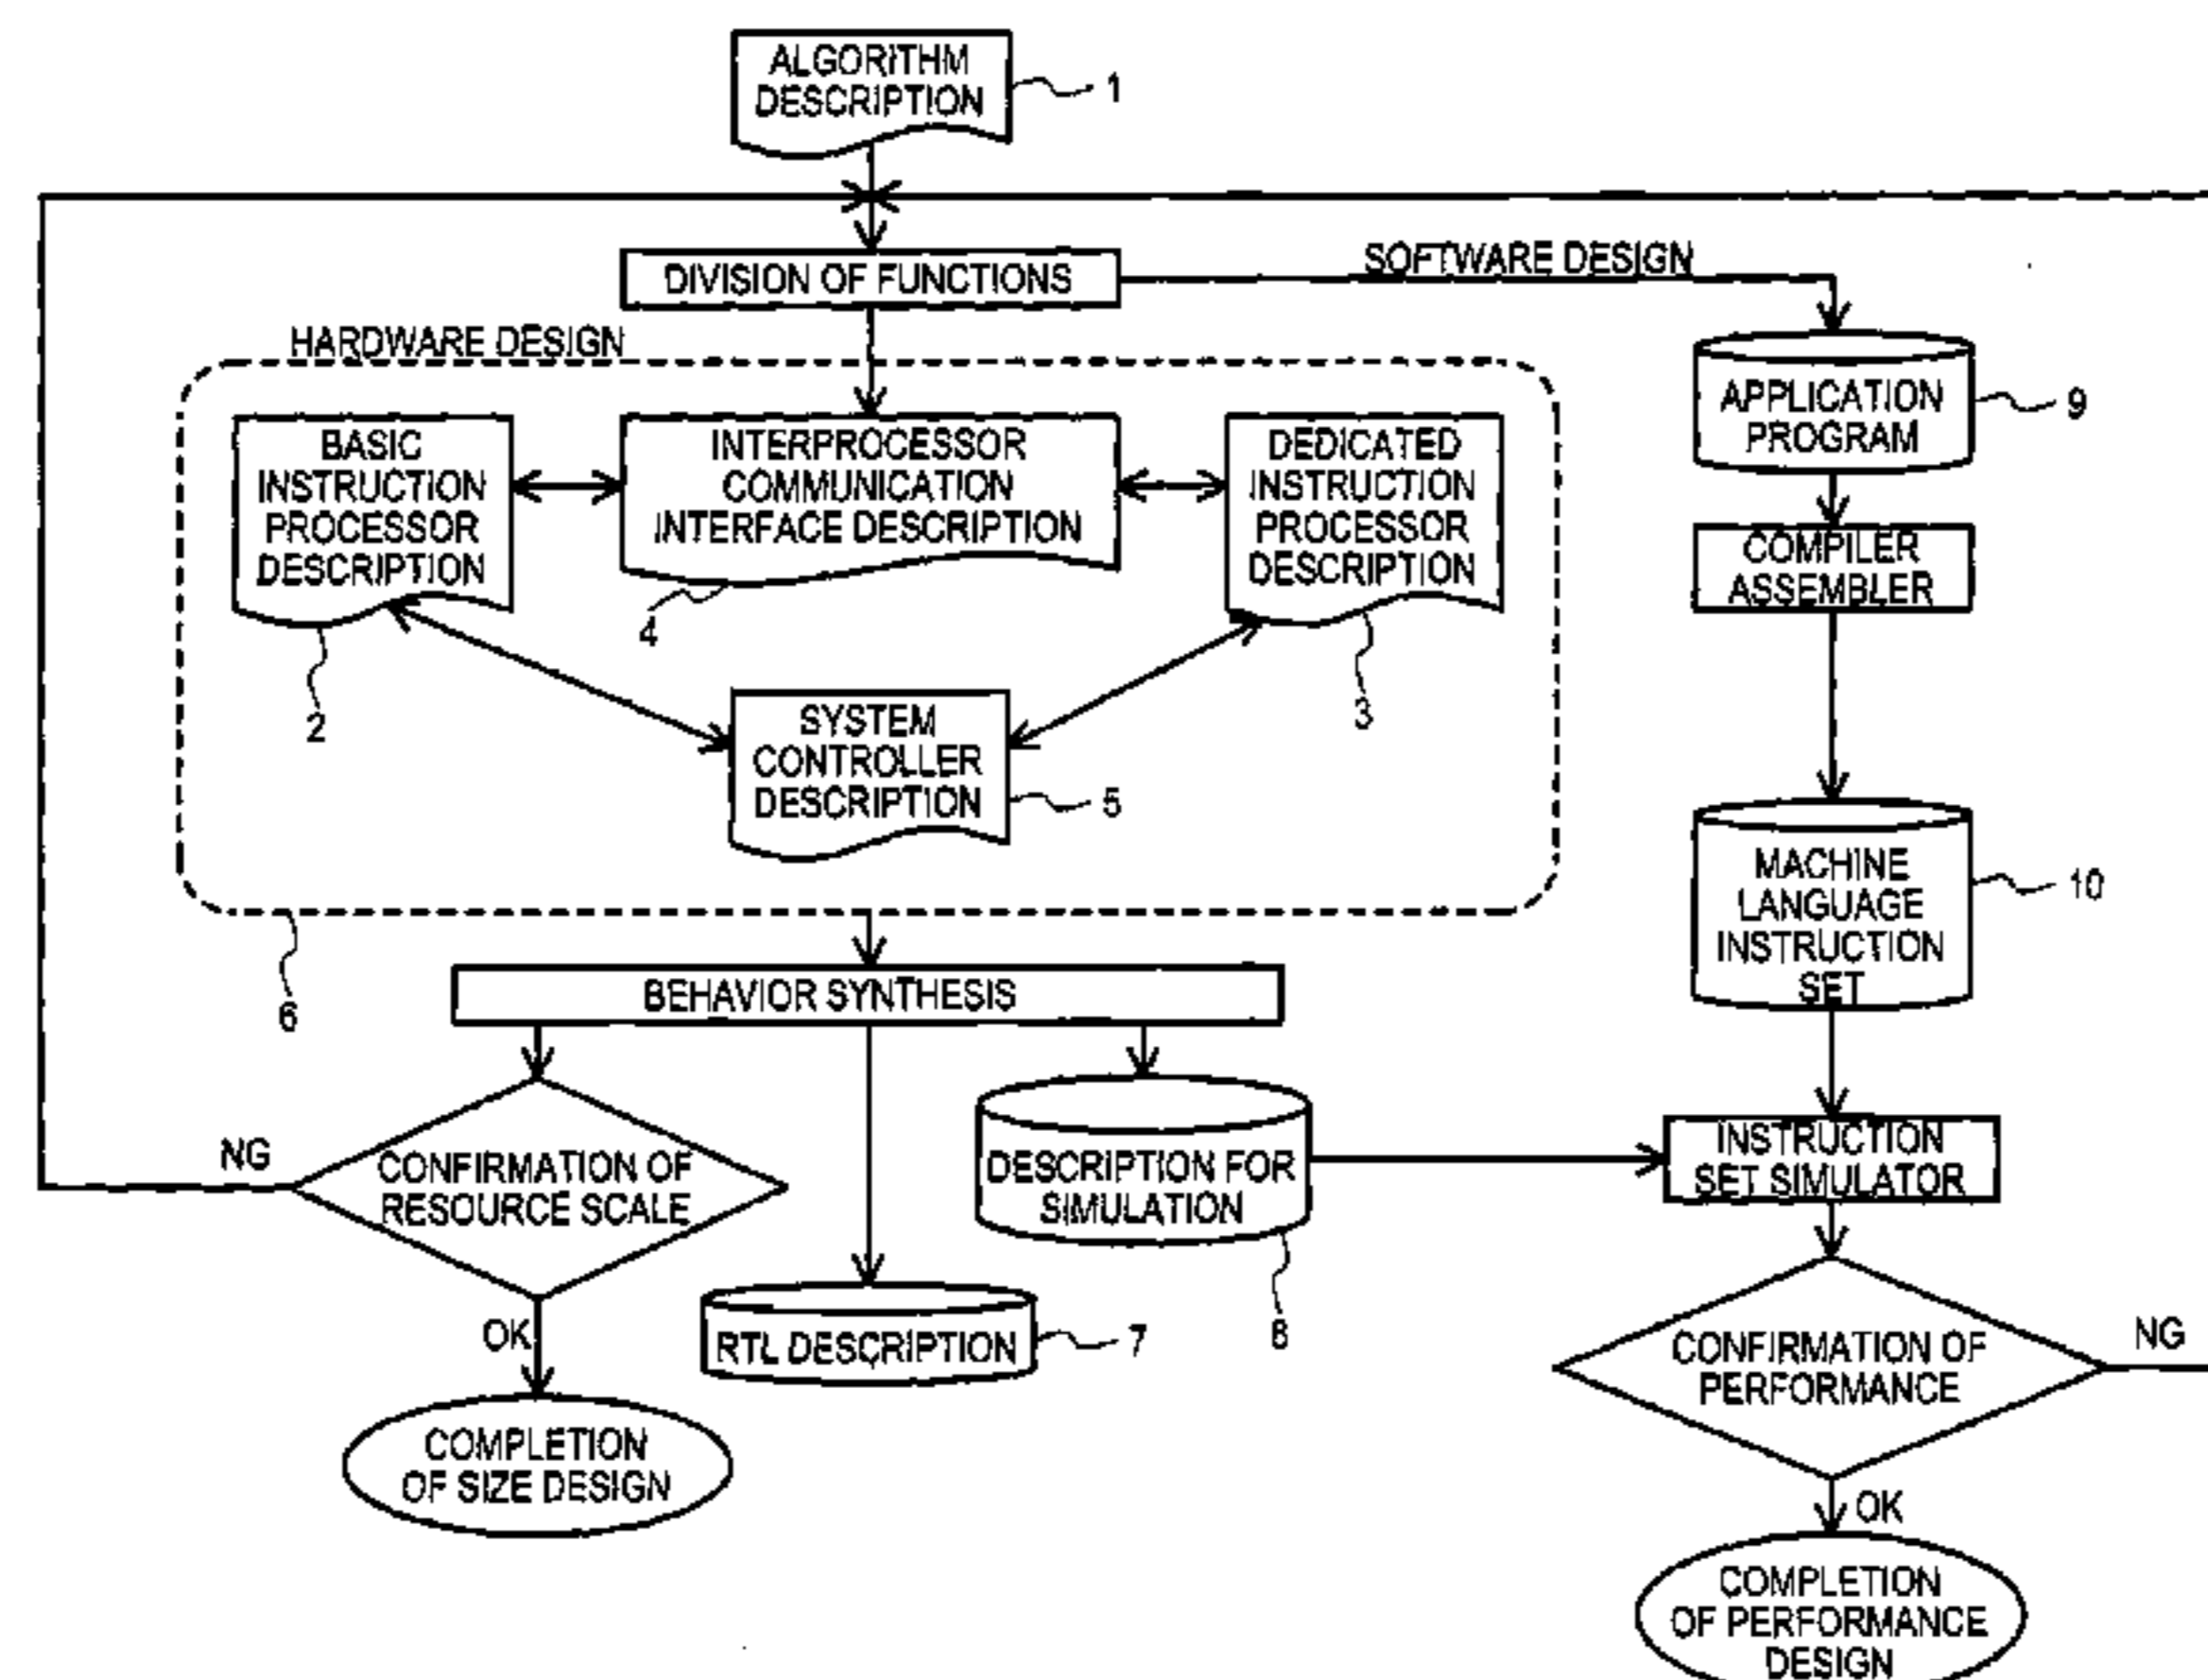 ALGORITHM
DESCRIPTION
1
DIVISION OF FUNCTIONS
SOFTWARE DESIGN
HARDWARE DESIGN
BASIC
INSTRUCTION
PROCESSOR
DESCRIPTION
2
INTERPROCESSOR
COMMUNICATION
INTERFACE DESCRIPTION
4
DEDICATED
INSTRUCTION
PROCESSOR
DESCRIPTION
3
APPLICATION
PROGRAM
9
COMPILER
ASSEMBLER
SYSTEM
CONTROLLER
DESCRIPTION
5
MACHINE
LANGUAGE
INSTRUCTION
SET
10
6
BEHAVIOR SYNTHESIS
NG
CONFIRMATION OF
RESOURCE SCALE
DESCRIPTION FOR
SIMULATION
8
INSTRUCTION
SET SIMULATOR
OK
RTL DESCRIPTION
7
CONFIRMATION OF
PERFORMANCE
NG
COMPLETION
OF SIZE DESIGN
OK
COMPLETION
OF PERFORMANCE
DESIGN